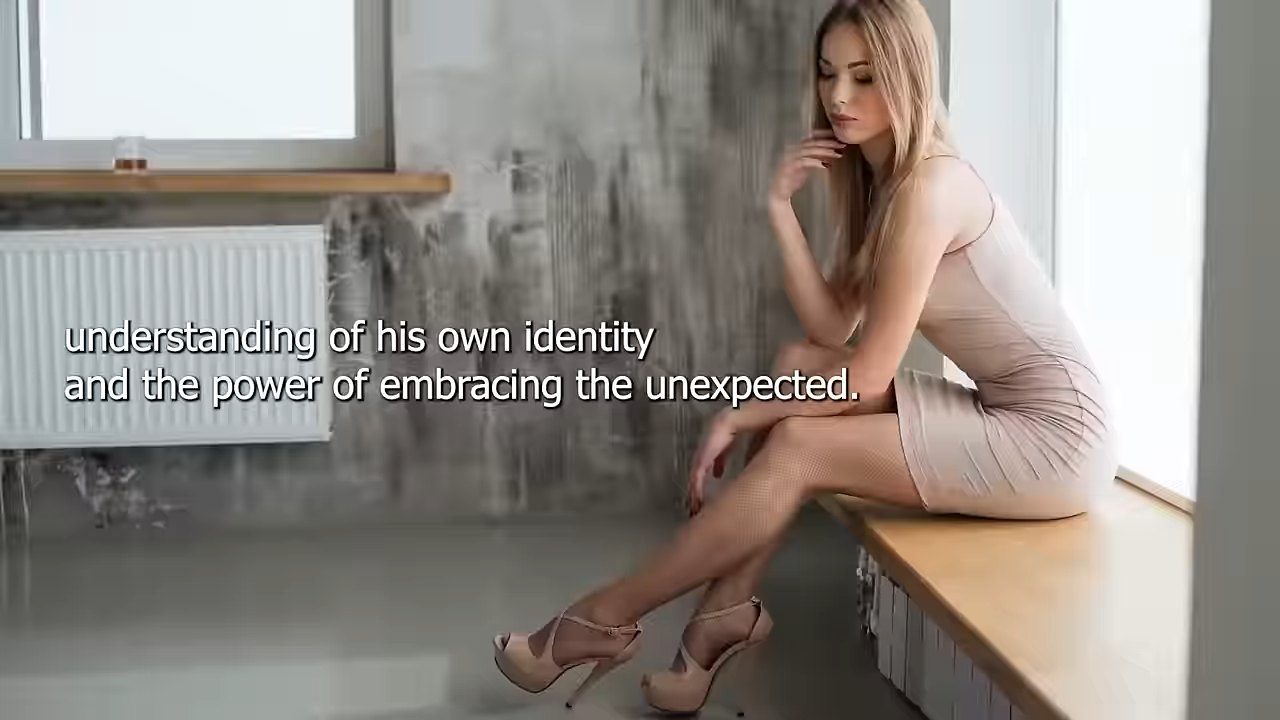 understanding of his own identity
and the power of embracing the unexpected.